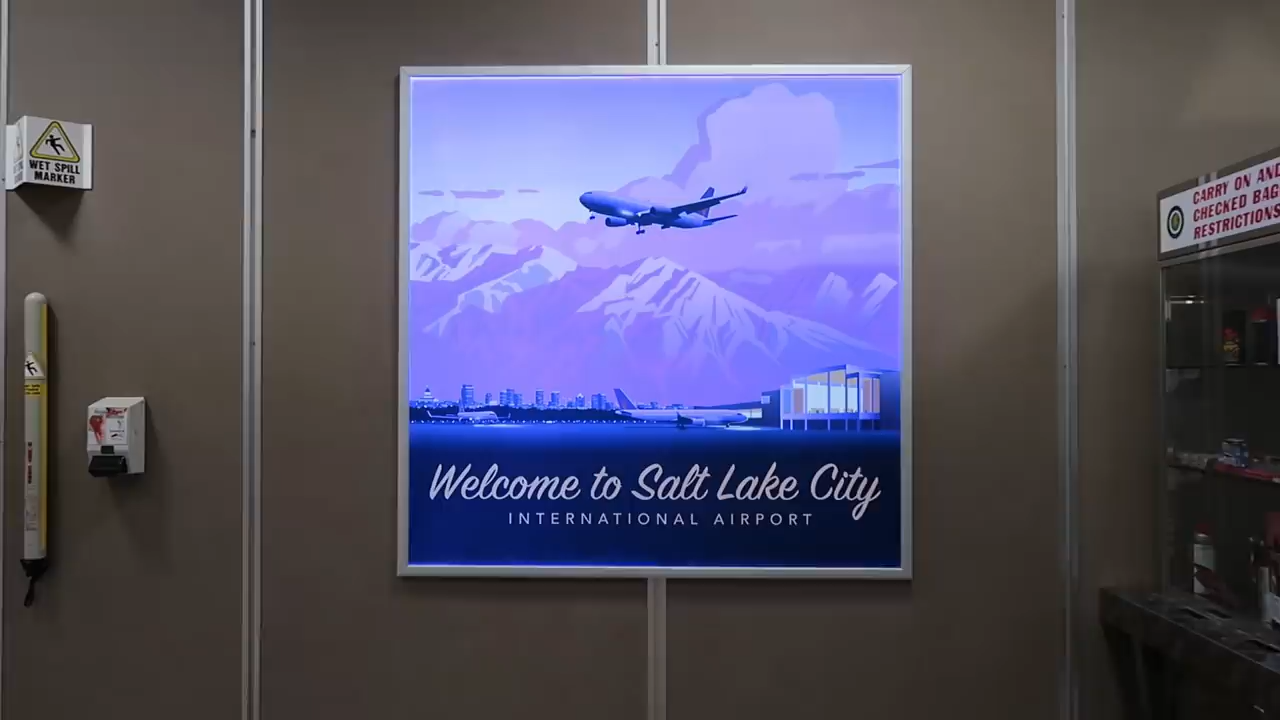 WET SPILL
MARKER
Welcome to Salt Lake City
INTERNATIONAL AIRPORT
CARRY ON AND
CHECKED BAG
RESTRICTIONS